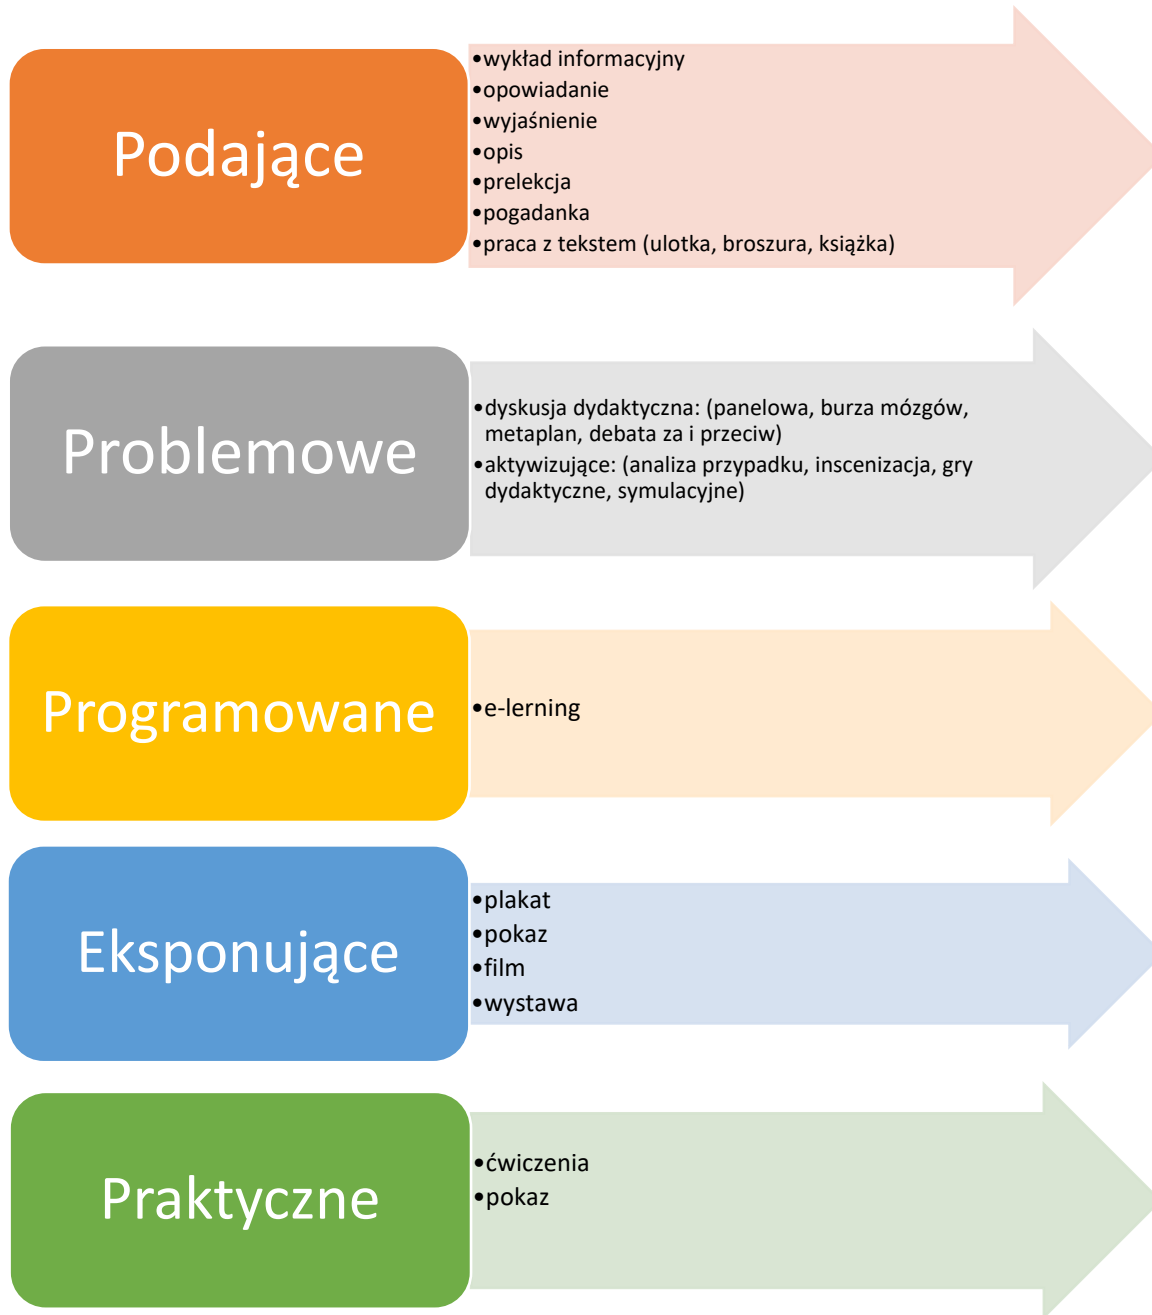 Podające
•wykład informacyjny
•opowiadanie
•wyjaśnienie
•opis
•prelekcja
•pogadanka
•praca z tekstem (ulotka, broszura, książka)
Problemowe
•dyskusja dydaktyczna: (panelowa, burza mózgów,
metaplan, debata za i przeciw)
•aktywizujące: (analiza przypadku, inscenizacja, gry
dydaktyczne, symulacyjne)
Programowane
•e-lerning
Eksponujące
•plakat
•pokaz
•film
•wystawa
Praktyczne
•ćwiczenia
•pokaz